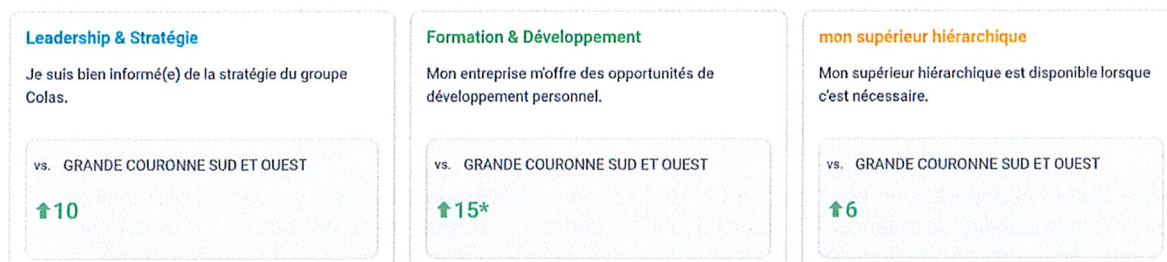 Leadership & Stratégie
Je suis bien informé(e) de la stratégie du groupe
Colas.
vs. GRANDE COURONNE SUD ET OUEST
10
Formation & Développement
Mon entreprise m'offre des opportunités de
développement personnel.
vs. GRANDE COURONNE SUD ET OUEST
15*
mon supérieur hiérarchique
Mon supérieur hiérarchique est disponible lorsque
c'est nécessaire.
vs. GRANDE COURONNE SUD ET OUEST
6